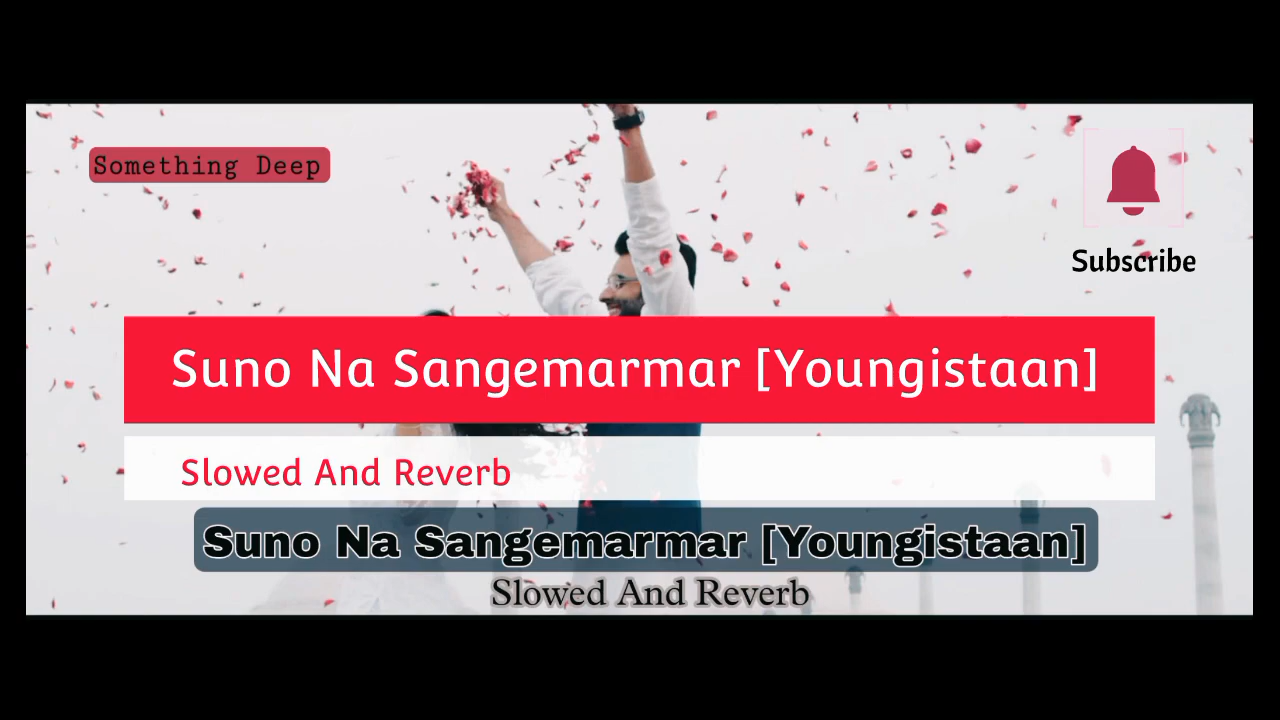 Something Deep
Subscribe
Suno Na Sangemarmar [Youngistaan]
Slowed And Reverb
Suno Na Sangemarmar [Youngistaan]
Slowed And Reverb